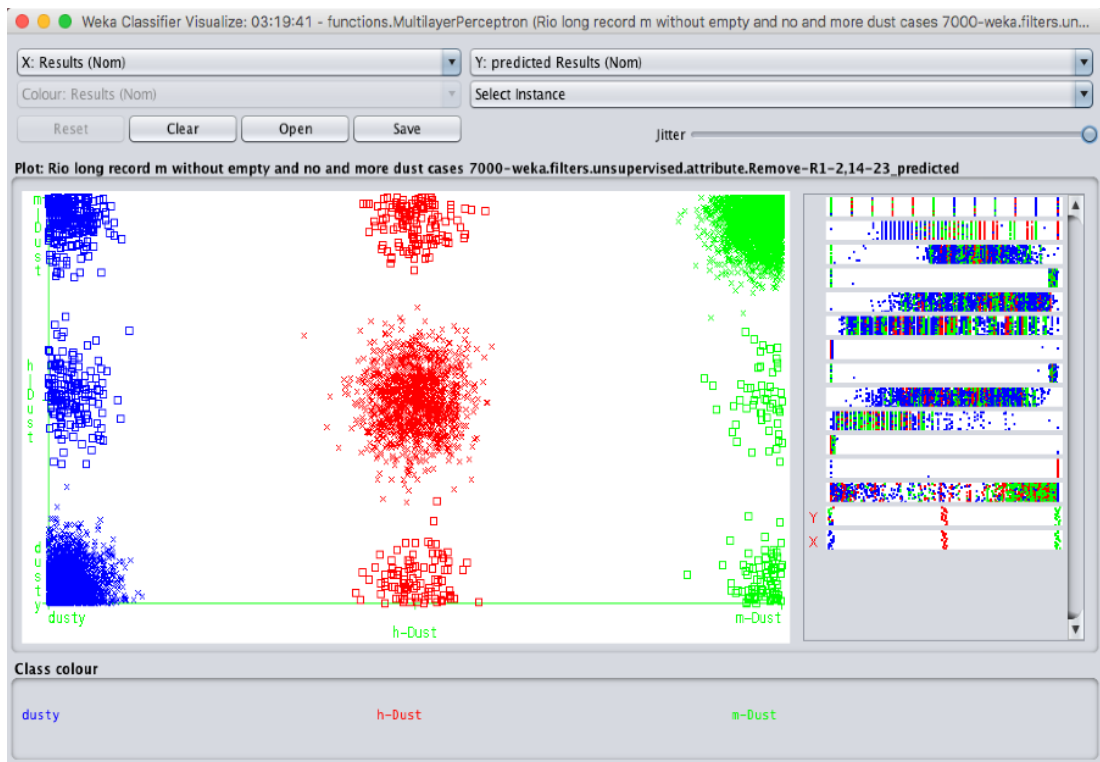 Weka Classifier Visualize: 03:19:41 - functions.MultilayerPerceptron (Rio long record m without empty and no and more dust cases 7000-weka.filters.un...
X: Results (Nom)
Y: predicted Results (Nom)
Colour: Results (Nom)
Select Instance
Reset
Clear
Open
Save
Jitter
Plot: Rio long record m without empty and no and more dust cases 7000-weka.filters.unsupervised.attribute.Remove-R1-2,14-23_predicted
m-Dust
h-Dust
dusty
dusty
h-Dust
m-Dust
Y
X
Class colour
dusty
h-Dust
m-Dust